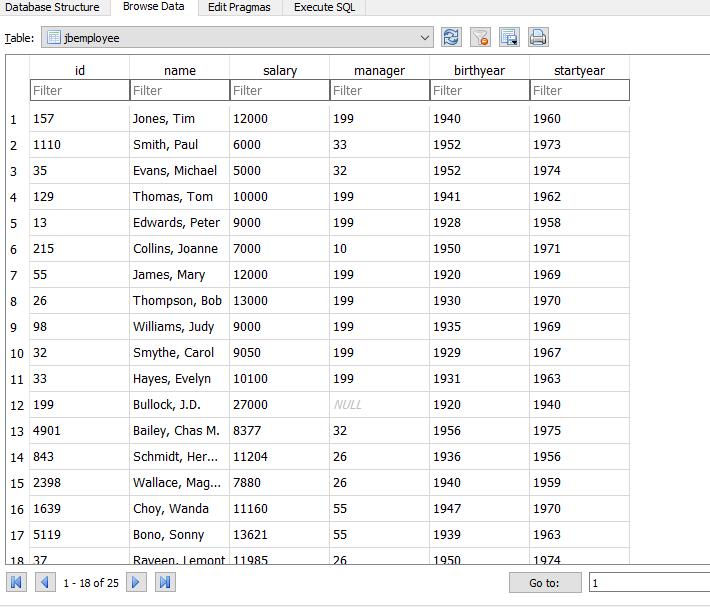 Database Structure Browse Data Edit Pragmas Execute SQL
Table: jbemployee
id name salary manager birthyear startyear
Filter Filter Filter Filter Filter Filter
1 157 Jones, Tim 12000 199 1940 1960
2 1110 Smith, Paul 6000 33 1952 1973
3 35 Evans, Michael 5000 32 1952 1974
4 129 Thomas, Tom 10000 199 1941 1962
5 13 Edwards, Peter 9000 199 1928 1958
6 215 Collins, Joanne 7000 10 1950 1971
7 55 James, Mary 12000 199 1920 1969
8 26 Thompson, Bob 13000 199 1930 1970
9 98 Williams, Judy 9000 199 1935 1969
10 32 Smythe, Carol 9050 199 1929 1967
11 33 Hayes, Evelyn 10100 199 1931 1963
12 199 Bullock, J.D. 27000 NULL 1920 1940
13 4901 Bailey, Chas M. 8377 32 1956 1975
14 843 Schmidt, Her... 11204 26 1936 1956
15 2398 Wallace, Mag... 7880 26 1940 1959
16 1639 Choy, Wanda 11160 55 1947 1970
17 5119 Bono, Sonny 13621 55 1939 1963
18 37 Raveen, Lemont 11985 26 1950 1974
1 - 18 of 25 Go to: 1